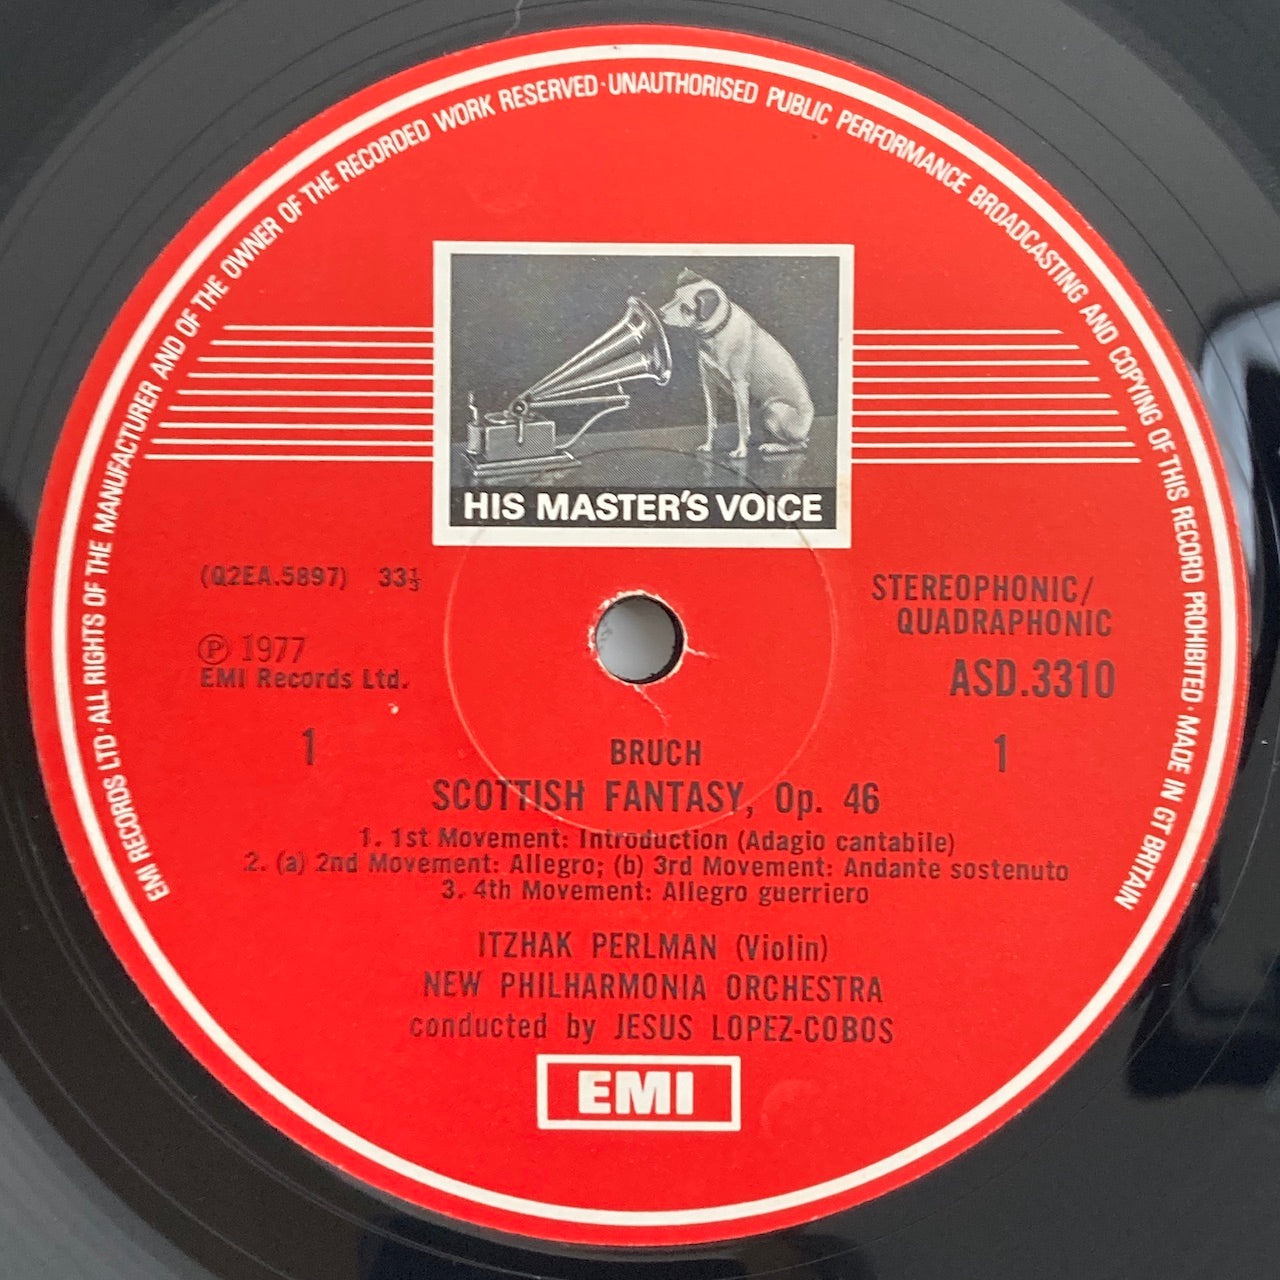 EMI RECORDS LTD · ALL RIGHTS OF THE MANUFACTURER AND OF THE OWNER OF THE RECORDED WORK RESERVED · UNAUTHORISED PUBLIC PERFORMANCE BROADCASTING AND COPYING OF THIS RECORD PROHIBITED · MADE IN GT BRITAIN
HIS MASTER'S VOICE
(Q2EA.5897) 33⅓
STEREOPHONIC/
QUADRAPHONIC
℗ 1977
EMI Records Ltd.
ASD.3310
1
1
BRUCH
SCOTTISH FANTASY, Op. 46
1. 1st Movement: Introduction (Adagio cantabile)
2. (a) 2nd Movement: Allegro; (b) 3rd Movement: Andante sostenuto
3. 4th Movement: Allegro guerriero
ITZHAK PERLMAN (Violin)
NEW PHILHARMONIA ORCHESTRA
conducted by JESUS LOPEZ-COBOS
EMI